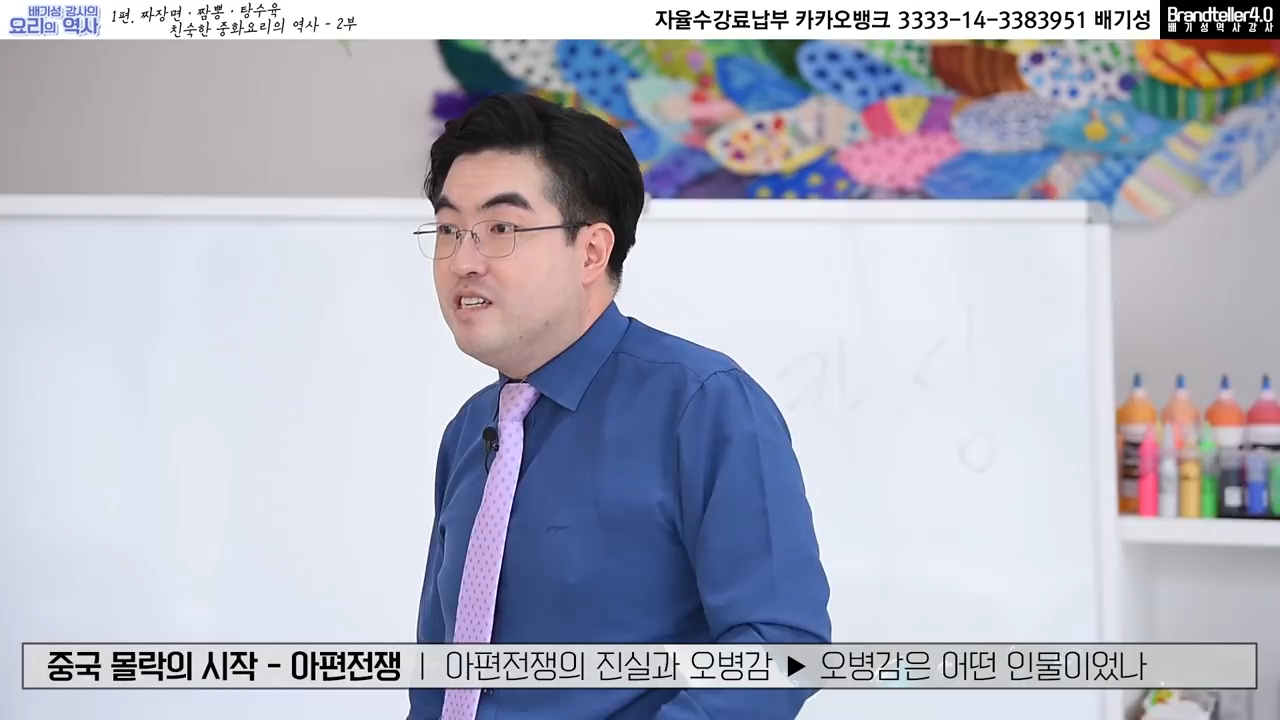 배기성 강사의
요리의 역사
1편. 짜장면 · 짬뽕 · 탕수육
친숙한 중화요리의 역사 - 2부
자율수강료납부 카카오뱅크 3333-14-3383951 배기성
Brandteller4.0
배기성역사강사
기성
중국 몰락의 시작 - 아편전쟁 | 아편전쟁의 진실과 오병감 ▶ 오병감은 어떤 인물이었나